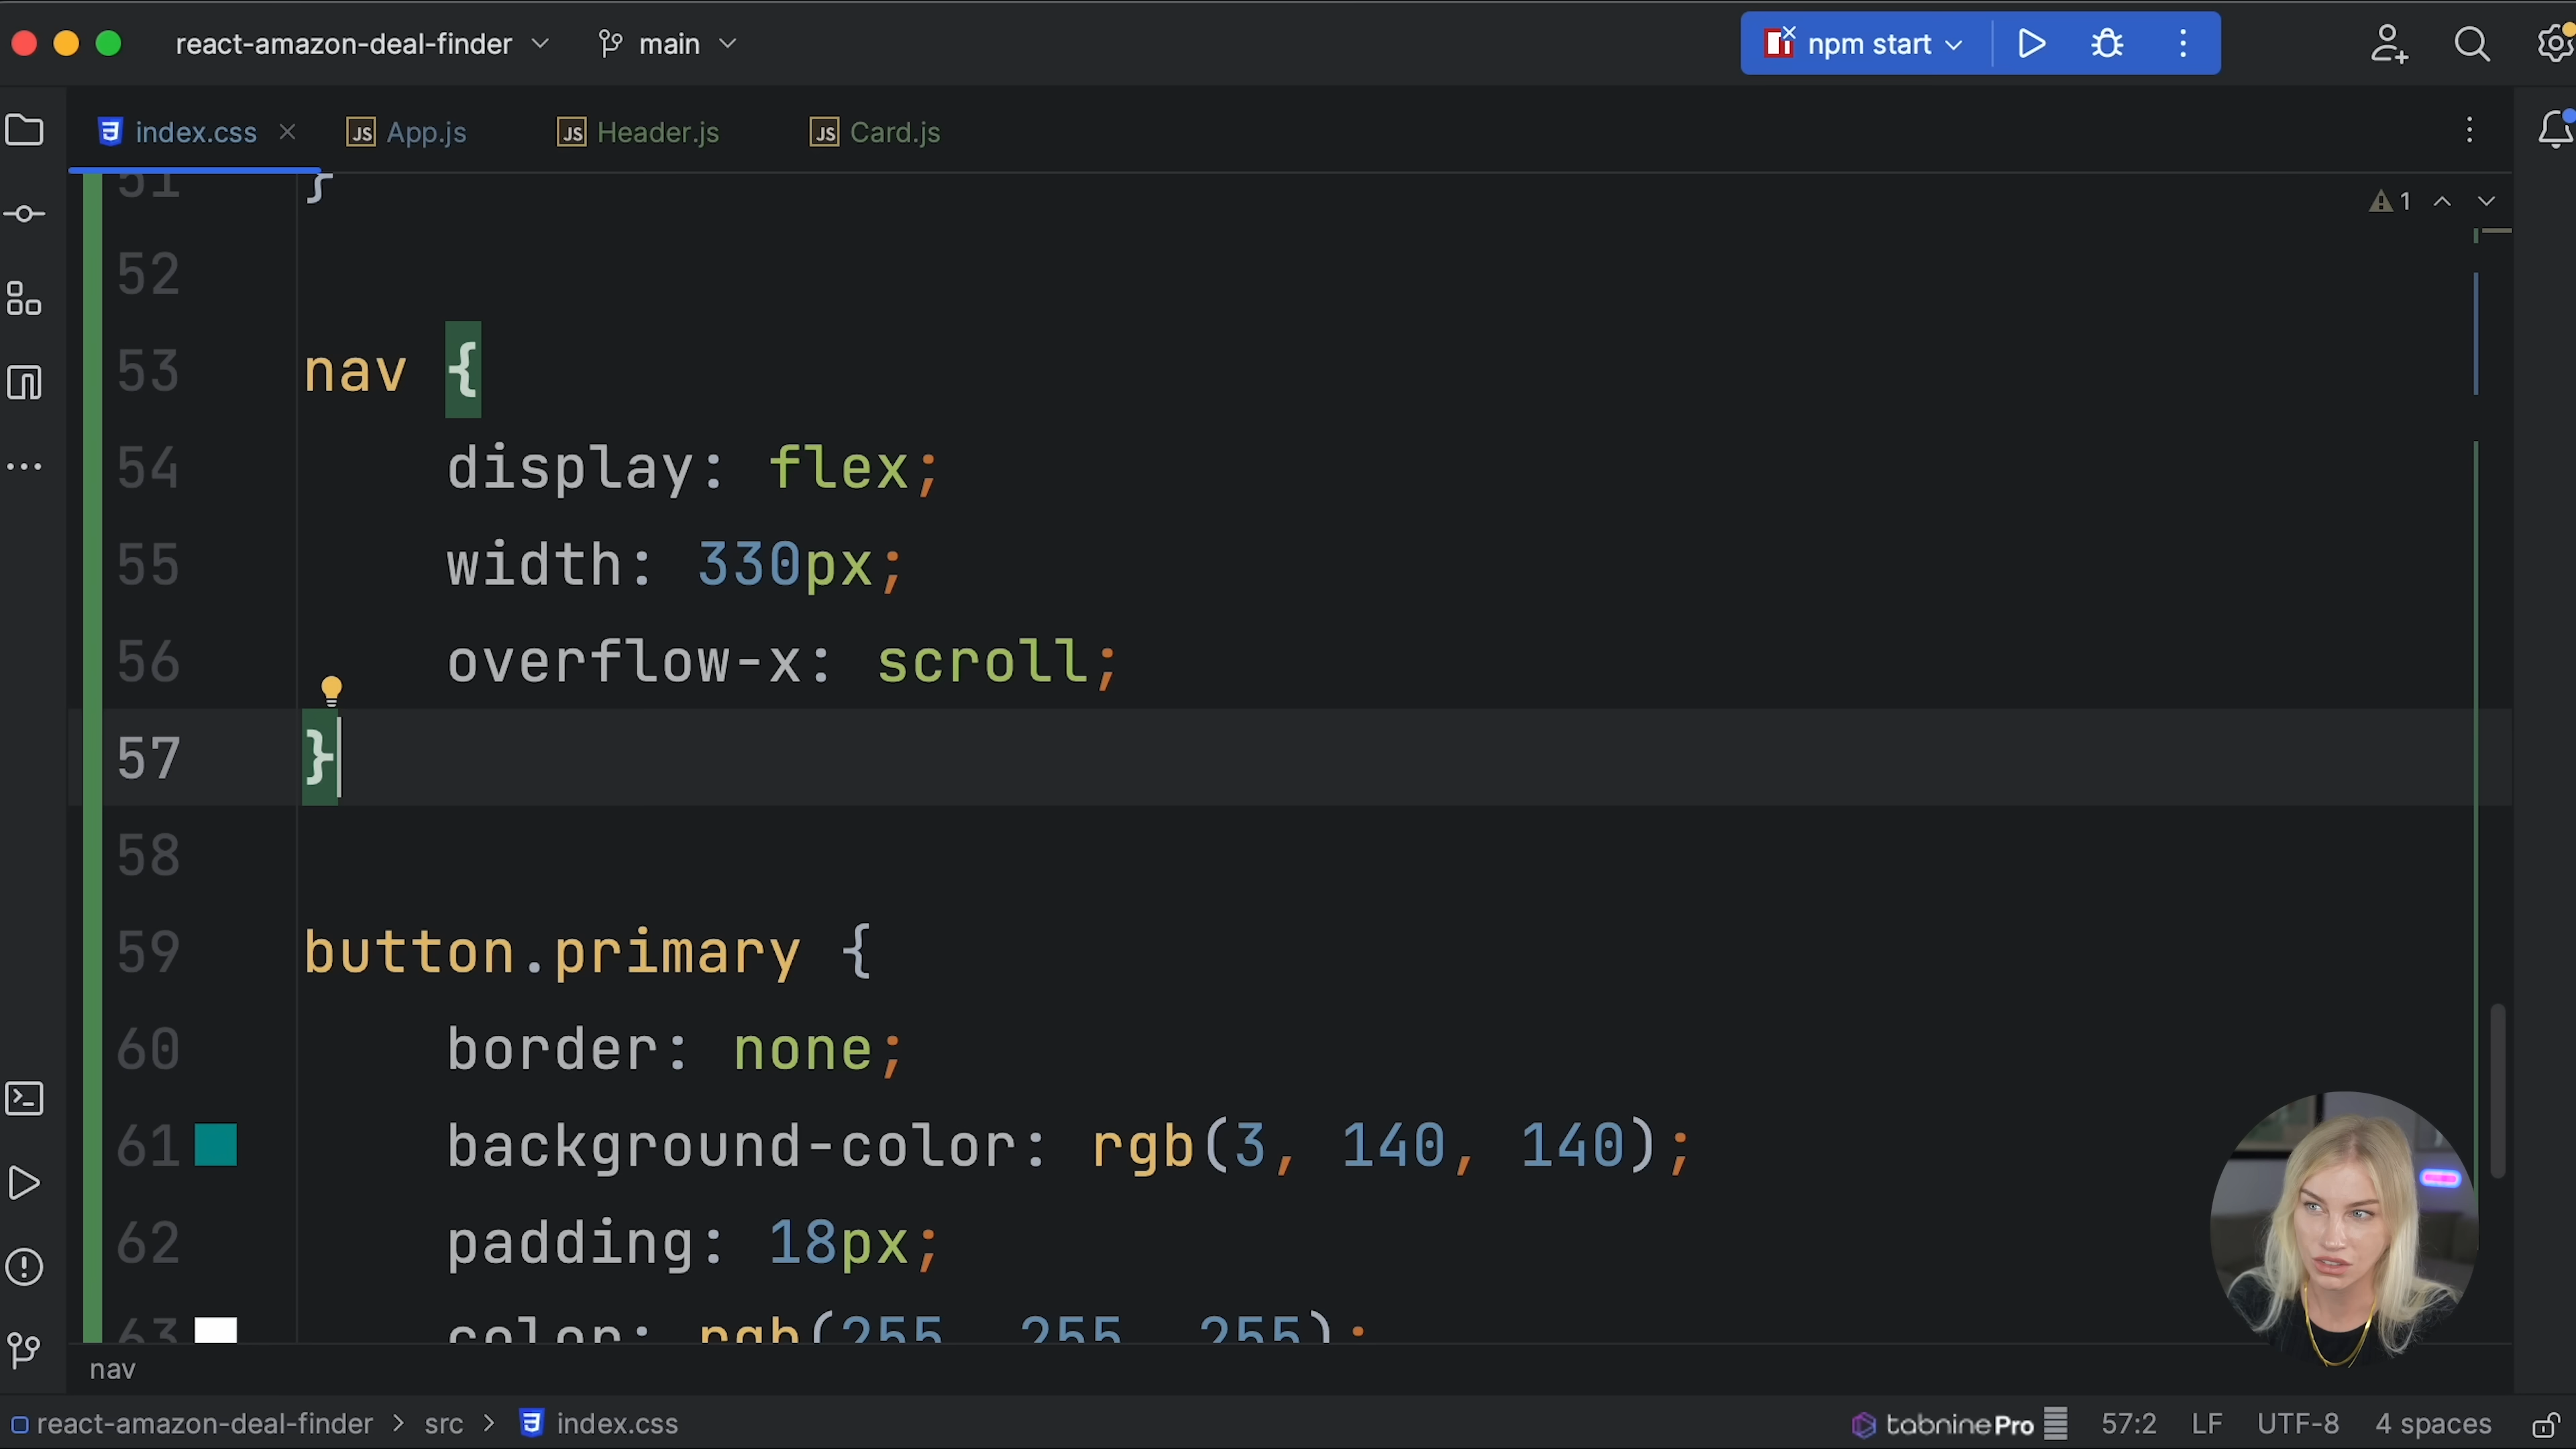 react-amazon-deal-finder main npm start
index.css App.js Header.js Card.js
51 }
1
52
53 nav {
54 display: flex;
55 width: 330px;
56 overflow-x: scroll;
57 }
58
59 button.primary {
60 border: none;
61 background-color: rgb(3, 140, 140);
62 padding: 18px;
63 color: rgb(255, 255, 255);
nav
react-amazon-deal-finder > src > index.css tabnine Pro 57:2 LF UTF-8 4 spaces